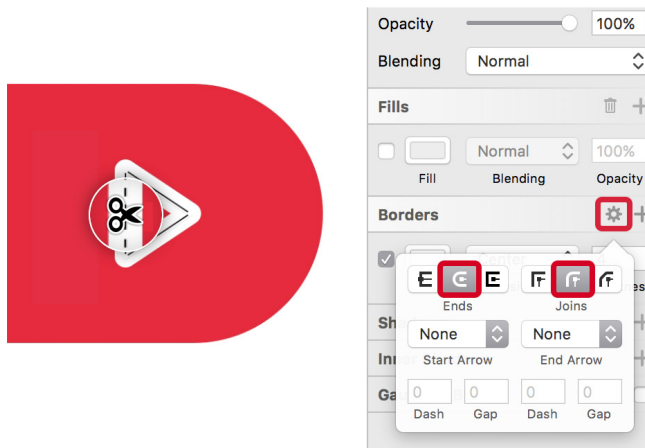 Opacity 100%
Blending Normal
Fills
Normal 100%
Fill Blending Opacity
Borders
Ends Joins
None None
Start Arrow End Arrow
0 0 0 0
Dash Gap Dash Gap